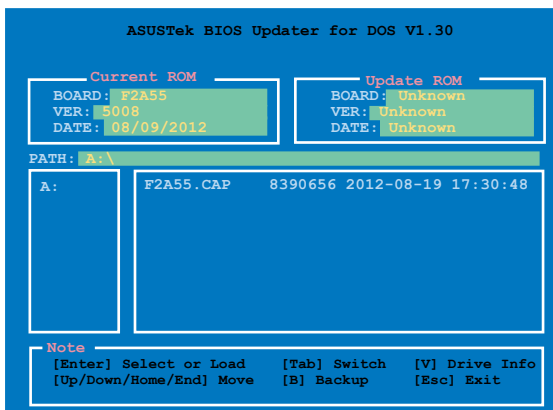 ASUSTek BIOS Updater for DOS V1.30
Current ROM
BOARD: F2A55
VER: 5008
DATE: 08/09/2012
Update ROM
BOARD: Unknown
VER: Unknown
DATE: Unknown
PATH: A:\
A:
F2A55.CAP 8390656 2012-08-19 17:30:48
Note
[Enter] Select or Load [Tab] Switch [V] Drive Info
[Up/Down/Home/End] Move [B] Backup [Esc] Exit